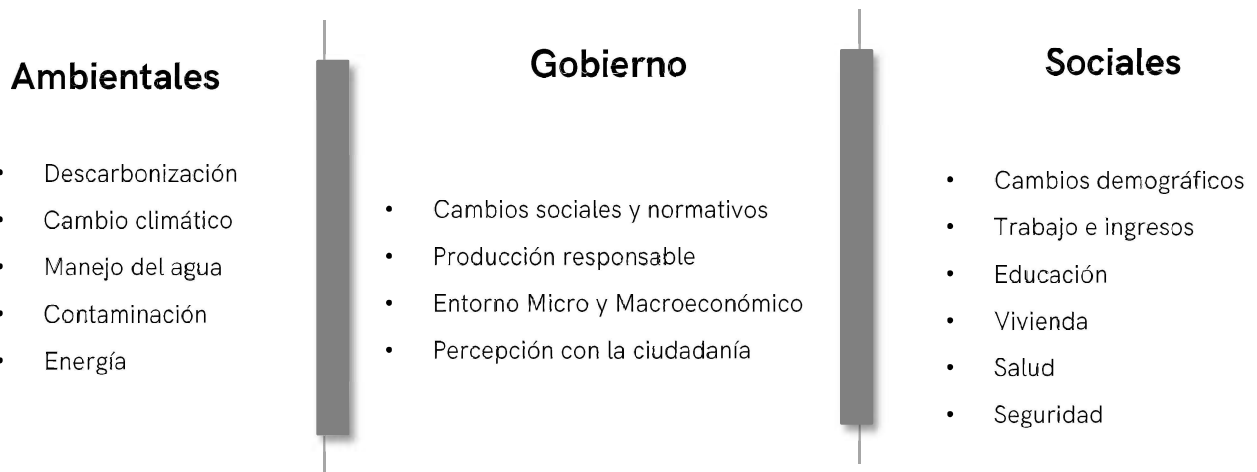 Ambientales
• Descarbonización
• Cambio climático
• Manejo del agua
• Contaminación
• Energía
Gobierno
• Cambios sociales y normativos
• Producción responsable
• Entorno Micro y Macroeconómico
• Percepción con la ciudadanía
Sociales
• Cambios demográficos
• Trabajo e ingresos
• Educación
• Vivienda
• Salud
• Seguridad